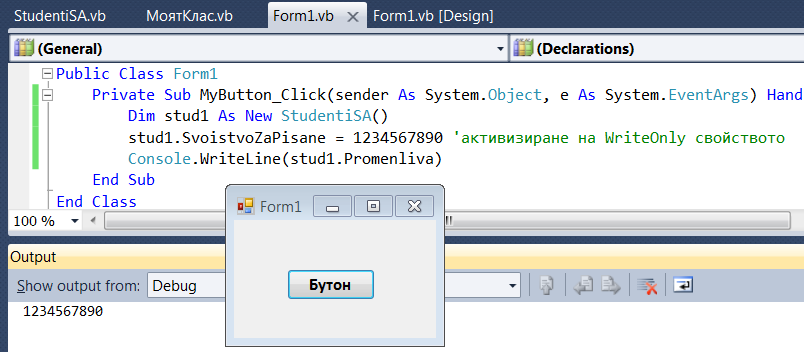 StudentiSA.vb МоятКлас.vb Form1.vb Form1.vb [Design]
(General) (Declarations)
Public Class Form1
Private Sub MyButton_Click(sender As System.Object, e As System.EventArgs) Hand
Dim stud1 As New StudentiSA()
stud1.SvoistvoZaPisane = 1234567890 'активизиране на WriteOnly свойството
Console.WriteLine(stud1.Promenliva)
End Sub
End Class
100 %
Form1
Бутон
Output
Show output from: Debug
1234567890